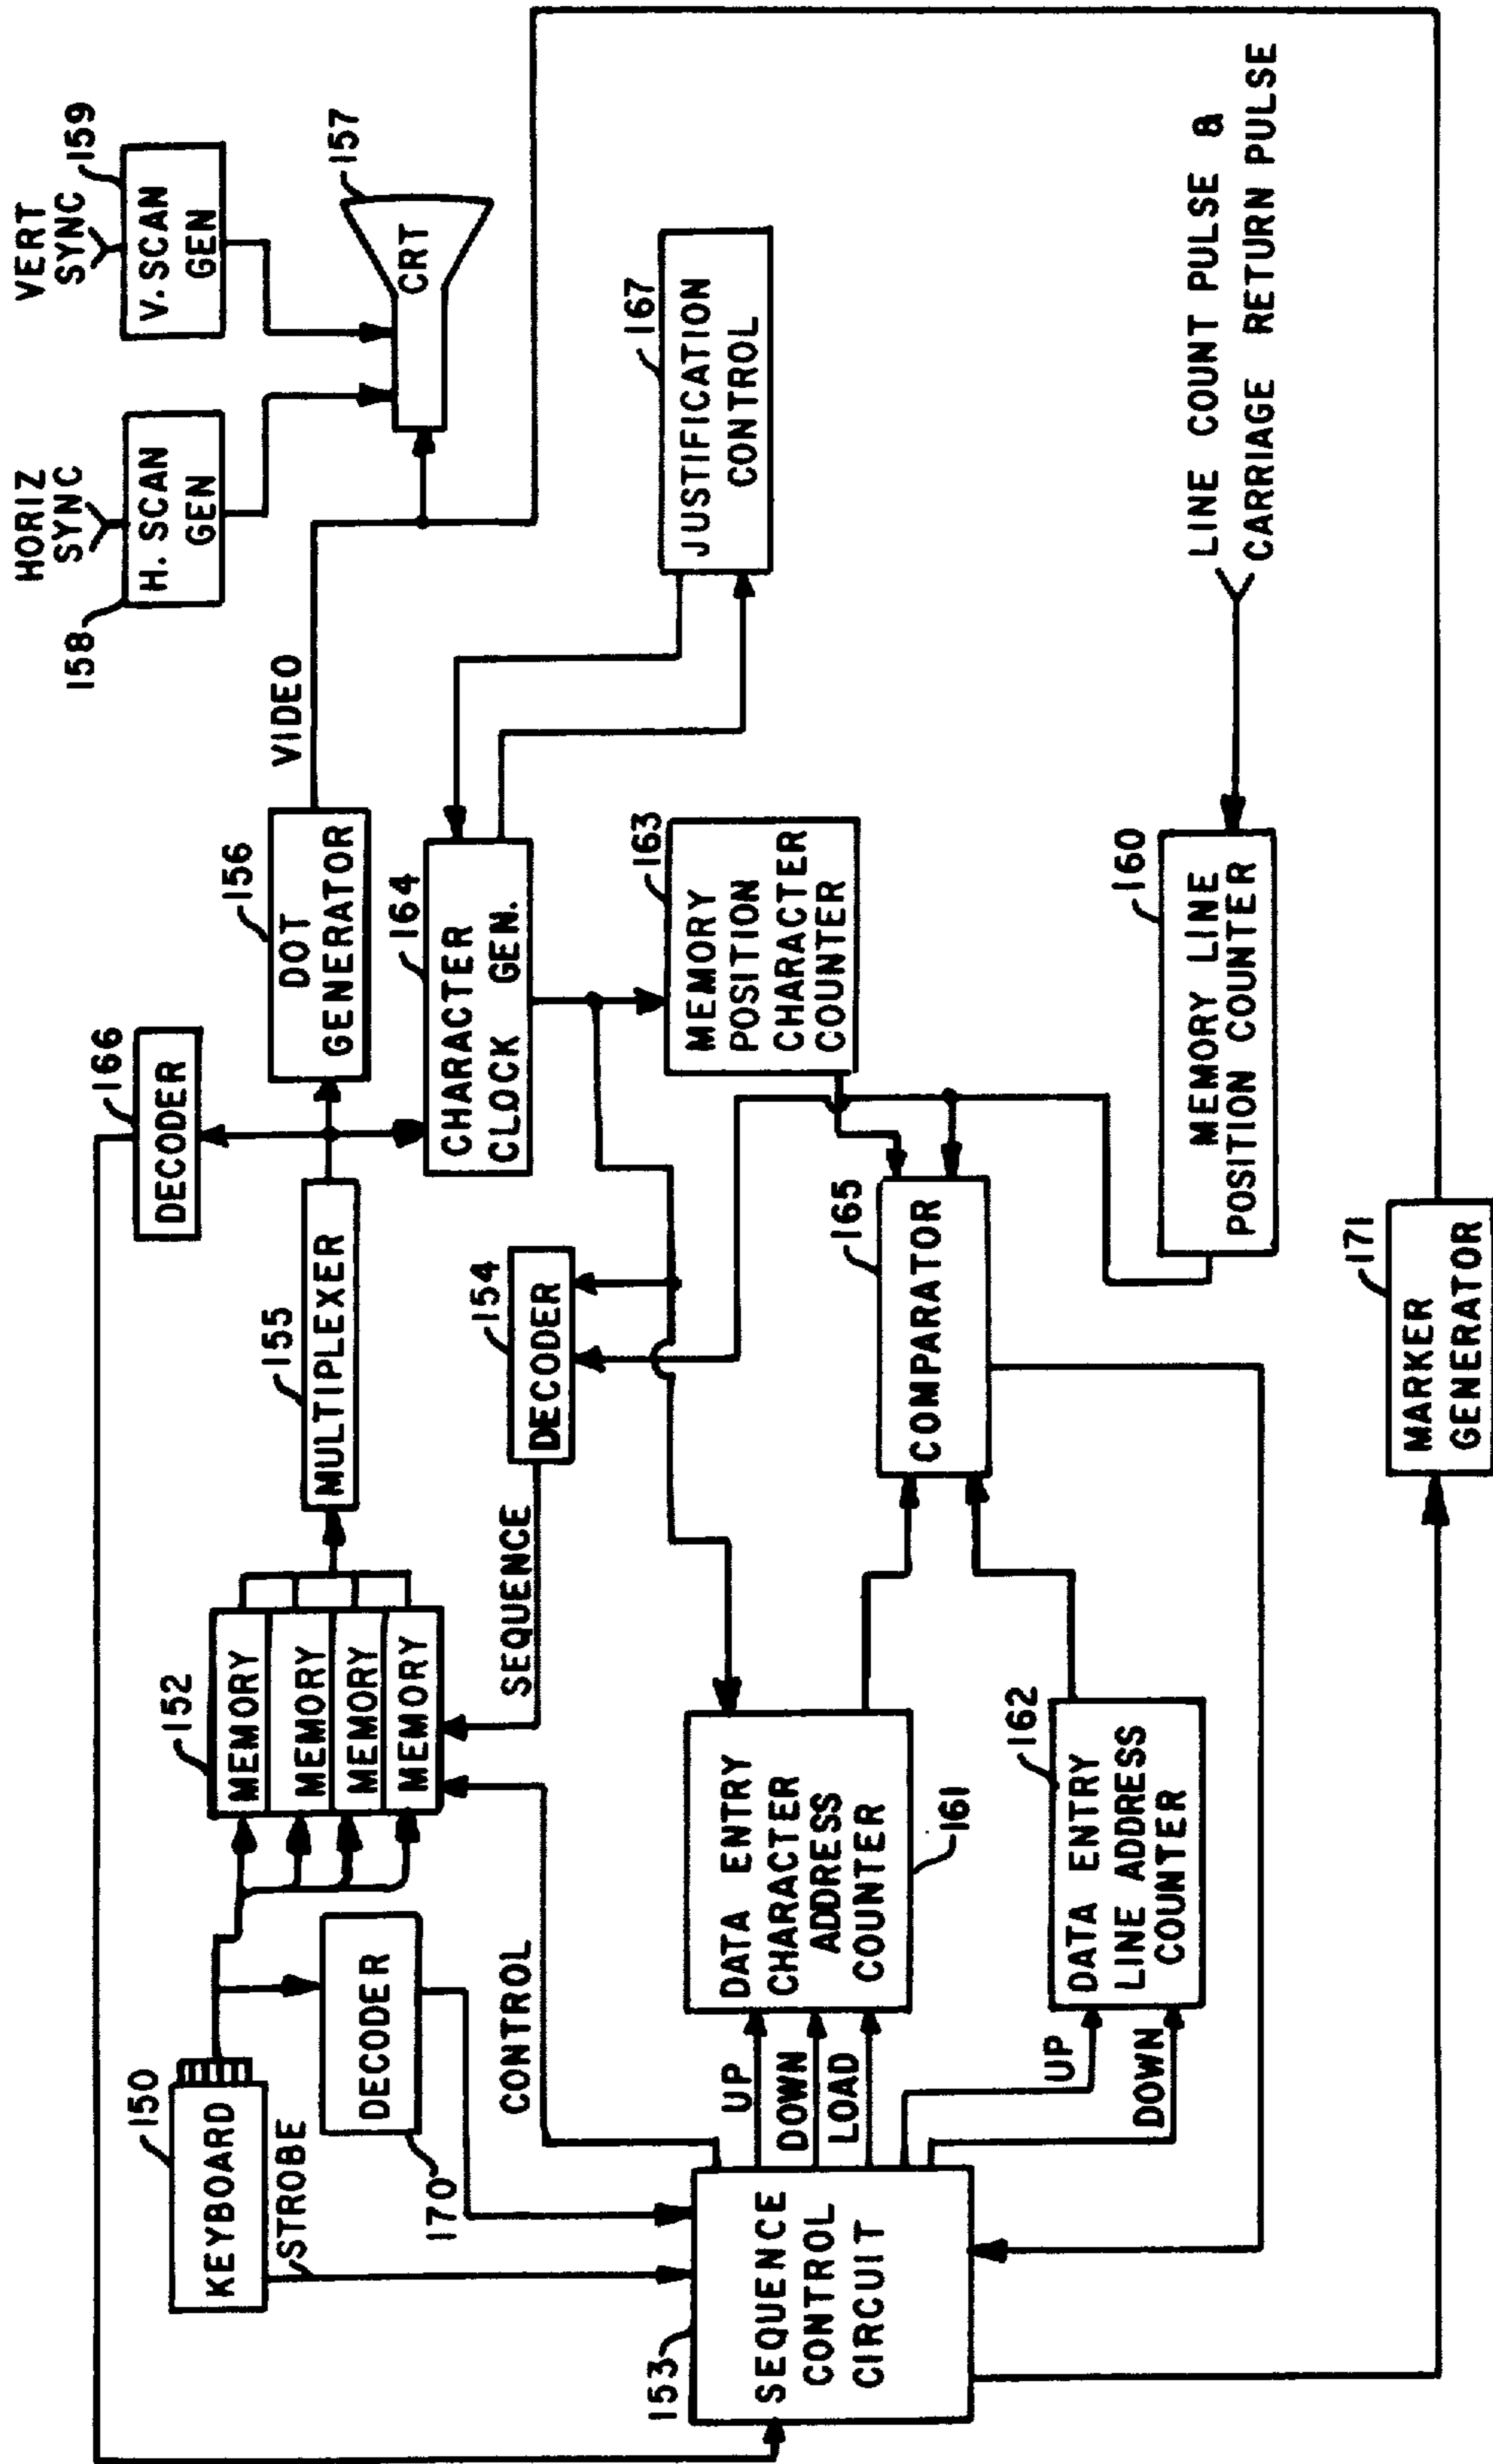 150
KEYBOARD
STROBE
DECODER
170
152
MEMORY
MEMORY
MEMORY
MEMORY
CONTROL
SEQUENCE
155
MULTIPLEXER
166
DECODER
154
DECODER
156
DOT
GENERATOR
VIDEO
HORIZ
SYNC
158
H. SCAN
GEN
VERT
SYNC
159
V. SCAN
GEN
157
CRT
164
CHARACTER
CLOCK GEN.
167
JUSTIFICATION
CONTROL
163
MEMORY
POSITION
CHARACTER
COUNTER
153
SEQUENCE
CONTROL
CIRCUIT
UP
DOWN
LOAD
DATA ENTRY
CHARACTER
ADDRESS
COUNTER
161
UP
DOWN
162
DATA ENTRY
LINE ADDRESS
COUNTER
165
COMPARATOR
160
MEMORY LINE
POSITION COUNTER
LINE COUNT PULSE &
CARRIAGE RETURN PULSE
171
MARKER
GENERATOR